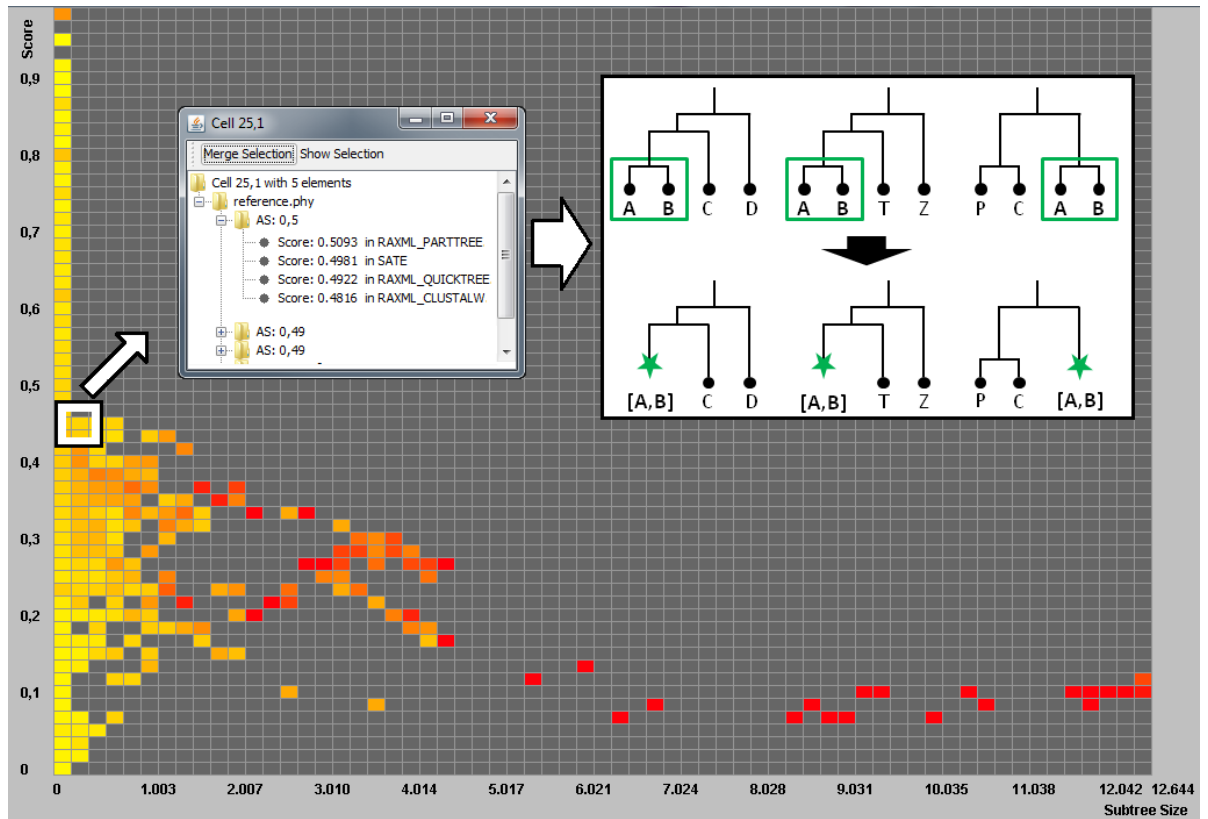 Score
0,9
0,8
0,7
0,6
0,5
0,4
0,3
0,2
0,1
0
0 1.003 2.007 3.010 4.014 5.017 6.021 7.024 8.028 9.031 10.035 11.038 12.042 12.644
Subtree Size
Cell 25,1
Merge Selection Show Selection
Cell 25,1 with 5 elements
reference.phy
AS: 0,5
Score: 0.5093 in RAXML_PARTTREE
Score: 0.4981 in SATE
Score: 0.4922 in RAXML_QUICKTREE
Score: 0.4816 in RAXML_CLUSTALW
AS: 0,49
AS: 0,49
A B C D A B T Z P C A B
[A,B] C D [A,B] T Z P C [A,B]